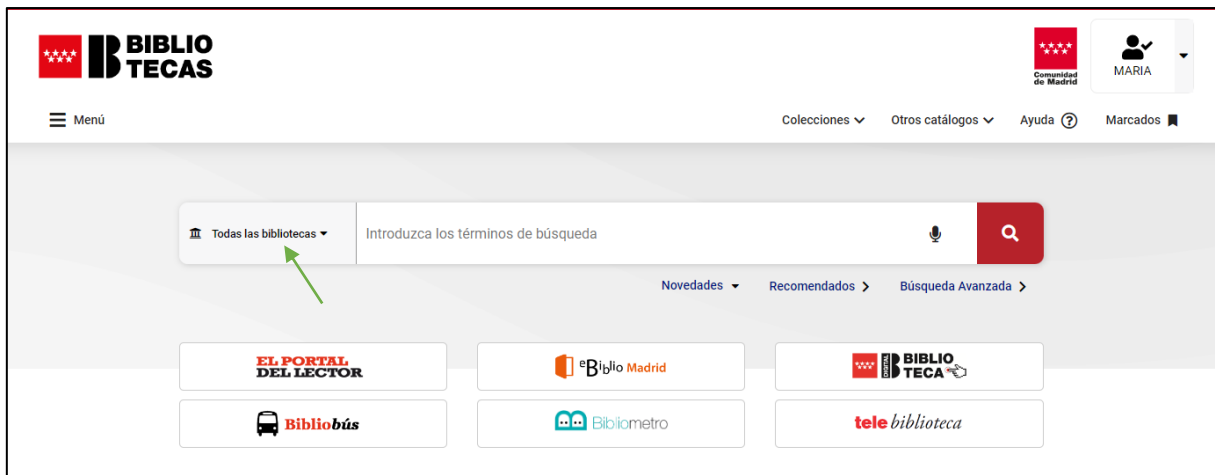 BIBLIO
TECAS
Comunidad
de Madrid
MARIA
Menú
Colecciones
Otros catálogos
Ayuda ?
Marcados
Todas las bibliotecas
Introduzca los términos de búsqueda
Novedades
Recomendados
Búsqueda Avanzada
EL PORTAL
DEL LECTOR
eBiblio Madrid
DIGITAL
BIBLIO
TECA
Bibliobús
Bibliometro
tele biblioteca